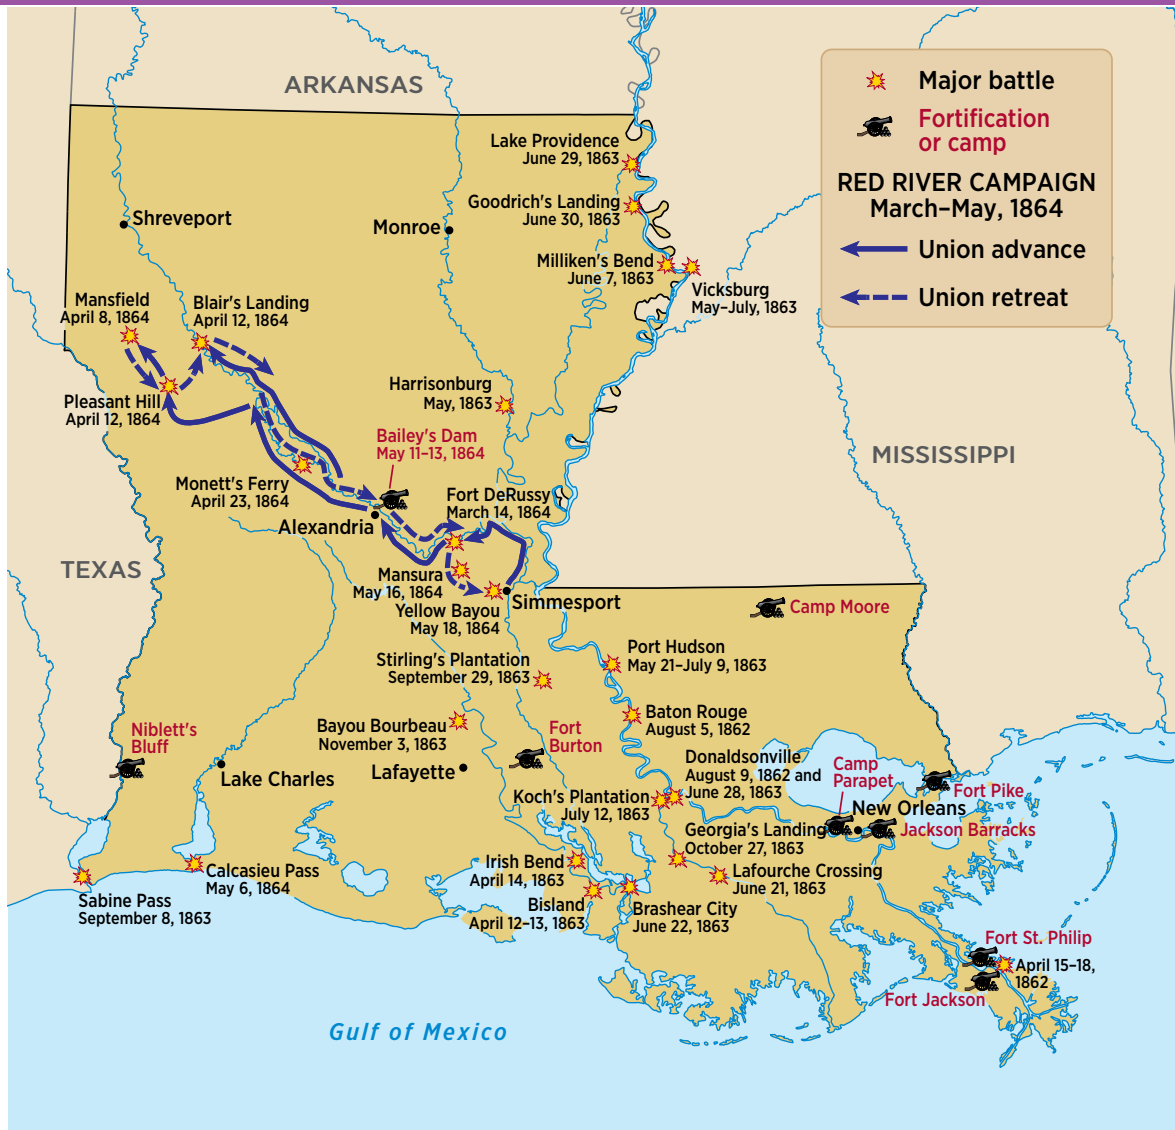 ARKANSAS
Major battle
Fortification
or camp
RED RIVER CAMPAIGN
March–May, 1864
Union advance
Union retreat
Lake Providence
June 29, 1863
Goodrich's Landing
June 30, 1863
Shreveport
Monroe
Milliken's Bend
June 7, 1863
Vicksburg
May–July, 1863
Mansfield
April 8, 1864
Blair's Landing
April 12, 1864
Pleasant Hill
April 12, 1864
Harrisonburg
May, 1863
Bailey's Dam
May 11–13, 1864
MISSISSIPPI
Monett's Ferry
April 23, 1864
Fort DeRussy
March 14, 1864
Alexandria
TEXAS
Mansura
May 16, 1864
Yellow Bayou
May 18, 1864
Simmesport
Camp Moore
Port Hudson
May 21–July 9, 1863
Stirling's Plantation
September 29, 1863
Baton Rouge
August 5, 1862
Bayou Bourbeau
November 3, 1863
Niblett's
Bluff
Fort
Burton
Lake Charles
Lafayette
Donaldsonville
August 9, 1862 and
June 28, 1863
Camp
Parapet
Koch's Plantation
July 12, 1863
New Orleans
Fort Pike
Georgia's Landing
October 27, 1863
Jackson Barracks
Irish Bend
April 14, 1863
Lafourche Crossing
June 21, 1863
Calcasieu Pass
May 6, 1864
Sabine Pass
September 8, 1863
Bisland
April 12–13, 1863
Brashear City
June 22, 1863
Fort St. Philip
April 15–18,
1862
Fort Jackson
Gulf of Mexico